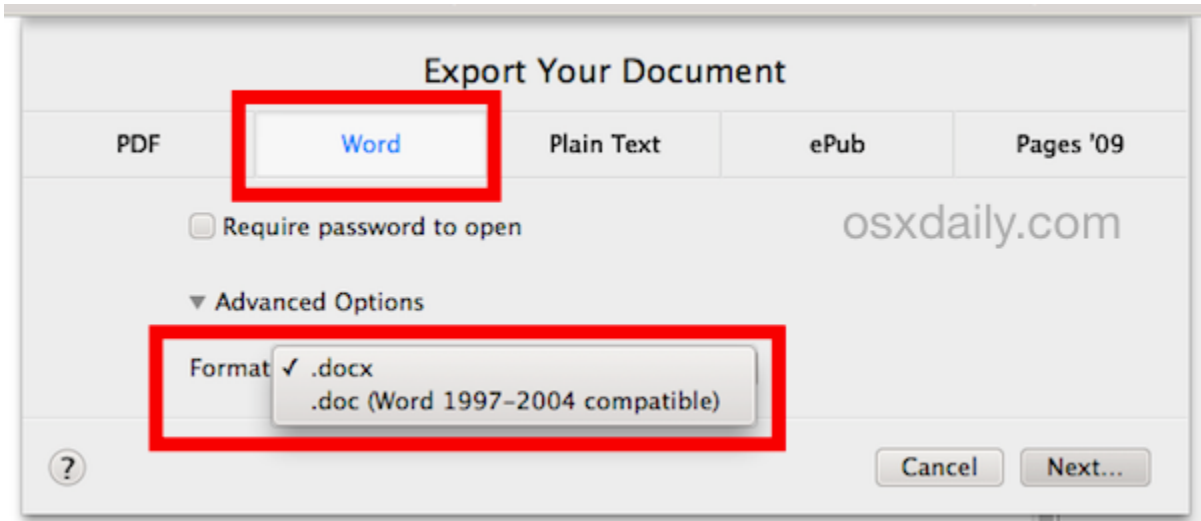 Export Your Document
PDF Word Plain Text ePub Pages '09
Require password to open
osxdaily.com
Advanced Options
Format ✓ .docx
.doc (Word 1997–2004 compatible)
? Cancel Next...